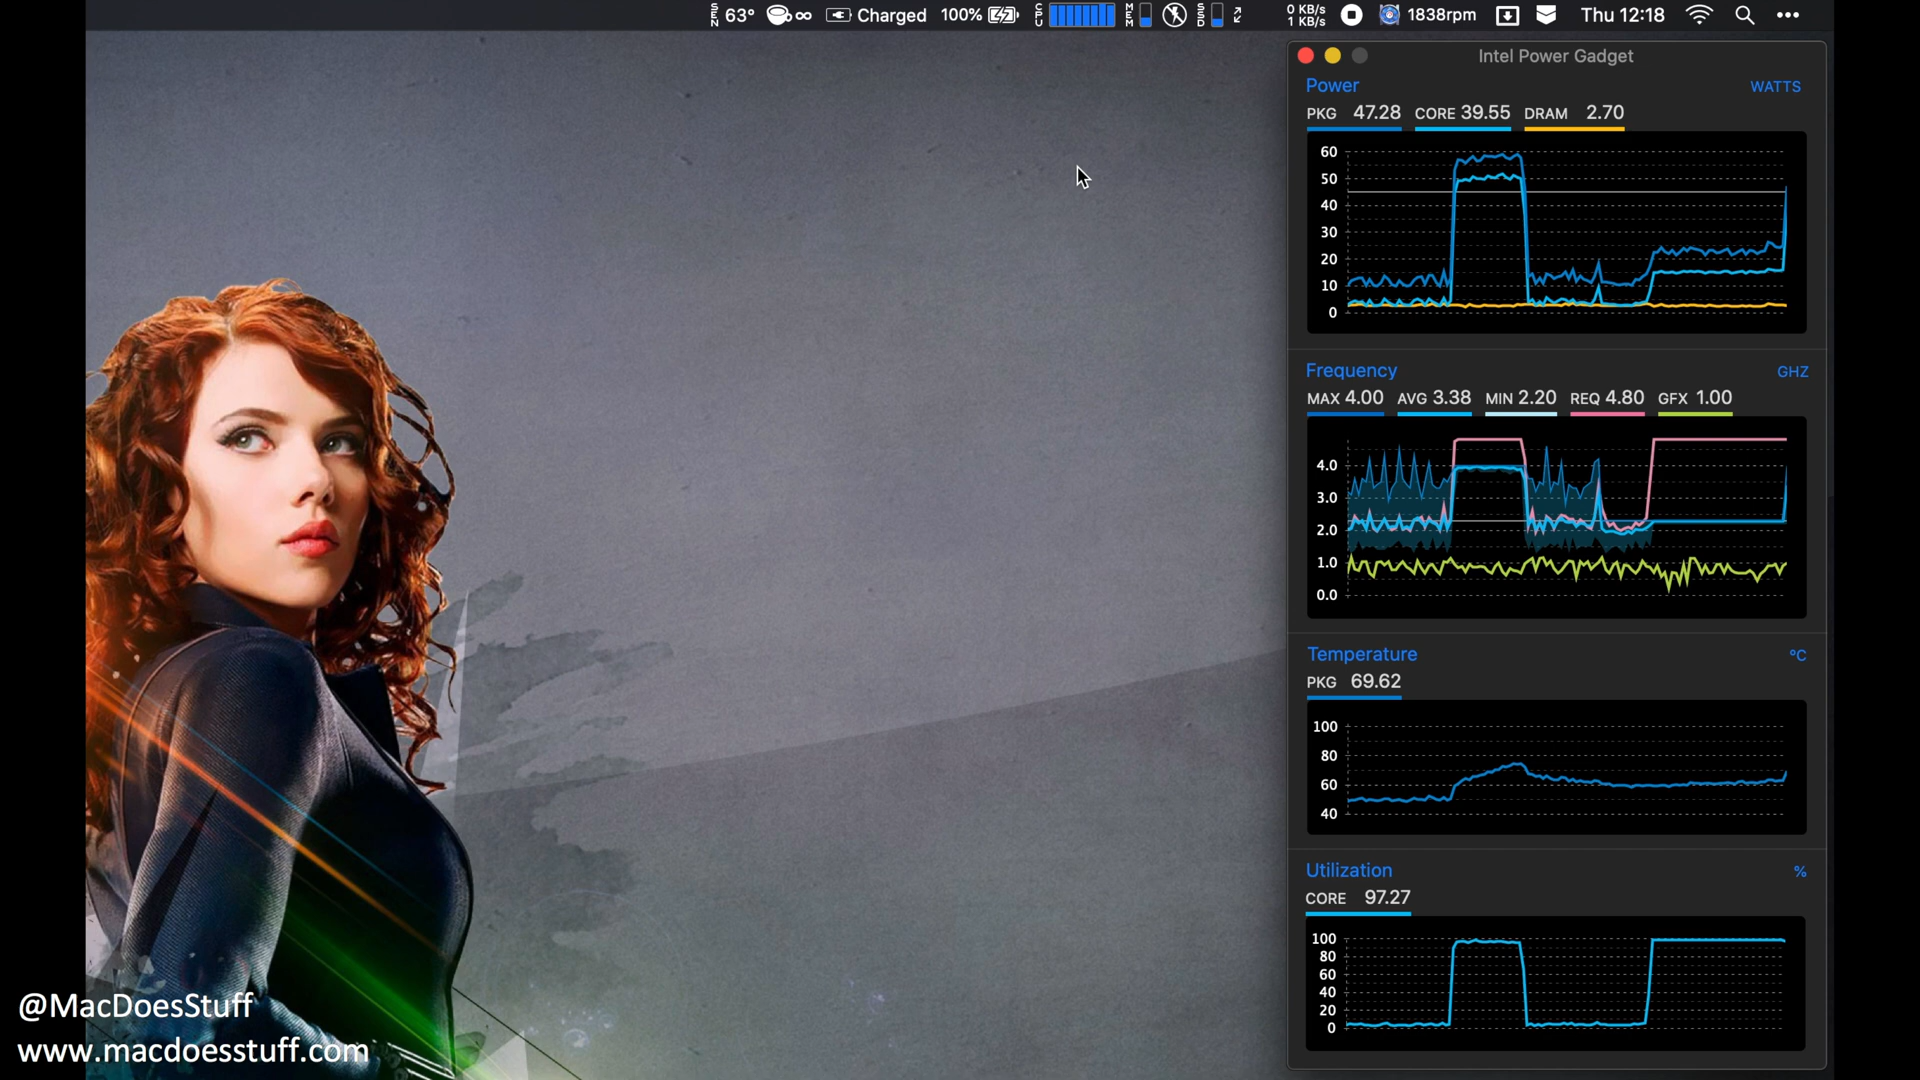 SEN 63° Charged 100% CPU MEM SSD 0 KB/s 1838rpm Thu 12:18
1 KB/s
Intel Power Gadget
Power WATTS
PKG 47.28 CORE 39.55 DRAM 2.70
60
50
40
30
20
10
0
Frequency GHZ
MAX 4.00 AVG 3.38 MIN 2.20 REQ 4.80 GFX 1.00
4.0
3.0
2.0
1.0
0.0
Temperature °C
PKG 69.62
100
80
60
40
Utilization %
CORE 97.27
100
80
60
40
20
0
@MacDoesStuff
www.macdoesstuff.com